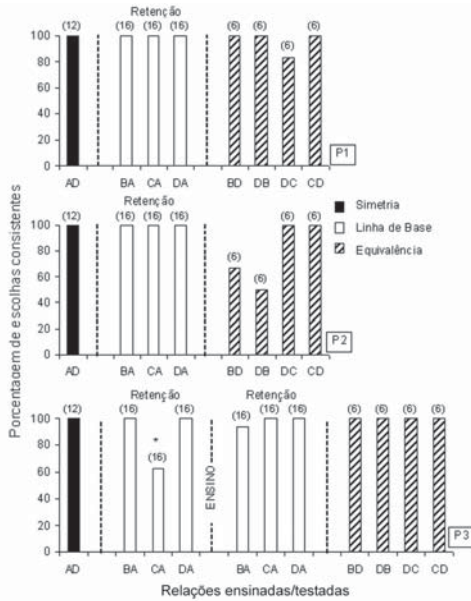 Porcentagem de escolhas consistentes
Retenção
(12) (16) (16) (16) (6) (6) (6) (6)
100
80
60
40
20
0
AD BA CA DA BD DB DC CD
P1
Retenção
(12) (16) (16) (16) (6) (6) (6) (6)
100
80
60
40
20
0
AD BA CA DA BD DB DC CD
P2
Simetria
Linha de Base
Equivalência
Retenção Retenção
(12) (16) * (16) (16) (16) (16) (16) (6) (6) (6) (6)
100
80
60
40
20
0
ENSINO
AD BA CA DA BA CA DA BD DB DC CD
P3
Relações ensinadas/testadas